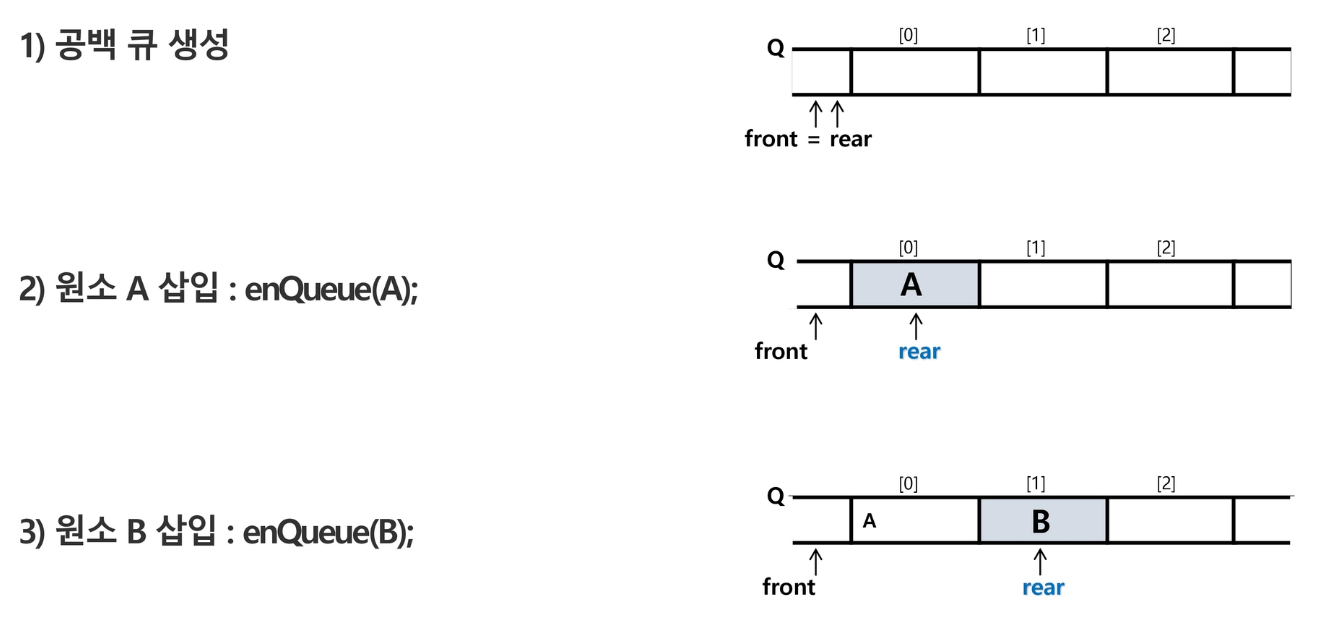 1) 공백 큐 생성
[0] [1] [2]
Q
front = rear
2) 원소 A 삽입 : enQueue(A);
[0] [1] [2]
Q
A
front rear
3) 원소 B 삽입 : enQueue(B);
[0] [1] [2]
Q
A B
front rear